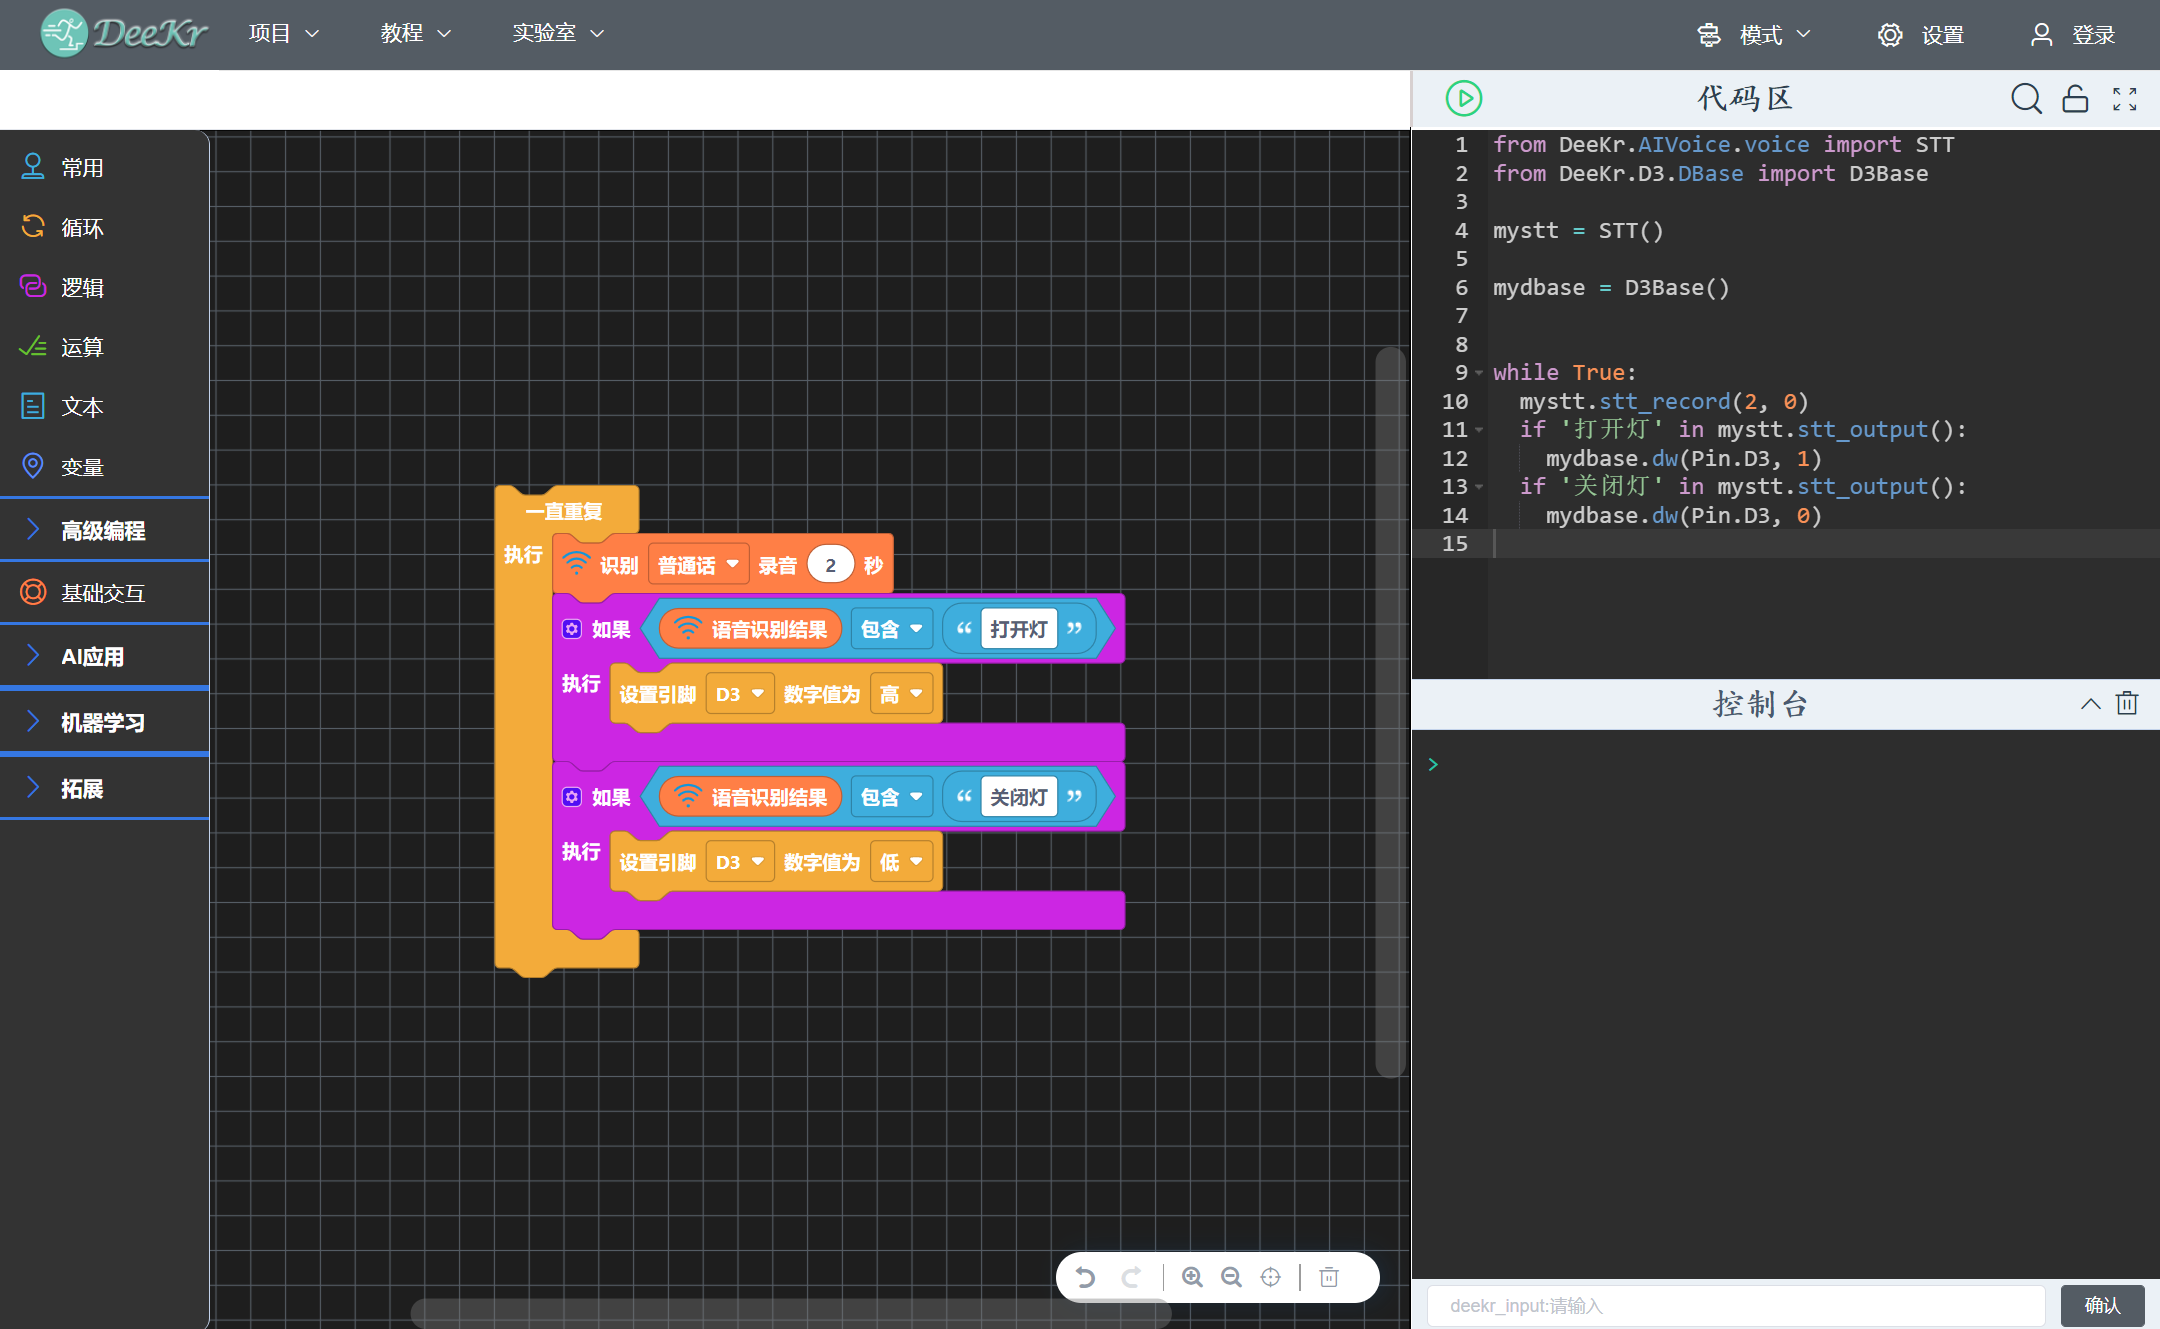 DeeKr 项目 教程 实验室 模式 设置 登录
常用
循环
逻辑
运算
文本
变量
高级编程
基础交互
AI应用
机器学习
拓展
一直重复
执行 识别 普通话 录音 2 秒
如果 语音识别结果 包含 “ 打开灯 ”
执行 设置引脚 D3 数字值为 高
如果 语音识别结果 包含 “ 关闭灯 ”
执行 设置引脚 D3 数字值为 低
代码区
1 from DeeKr.AIVoice.voice import STT
2 from DeeKr.D3.DBase import D3Base
3
4 mystt = STT()
5
6 mydbase = D3Base()
7
8
9 while True:
10 mystt.stt_record(2, 0)
11 if '打开灯' in mystt.stt_output():
12 mydbase.dw(Pin.D3, 1)
13 if '关闭灯' in mystt.stt_output():
14 mydbase.dw(Pin.D3, 0)
15
控制台
>
deekr_input:请输入 确认